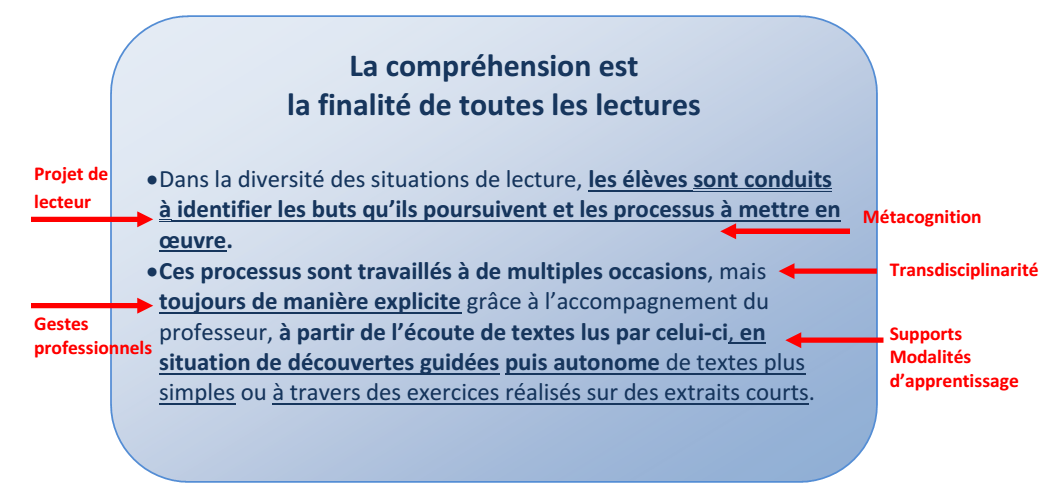 La compréhension est
la finalité de toutes les lectures
Projet de
lecteur
•Dans la diversité des situations de lecture, les élèves sont conduits
à identifier les buts qu'ils poursuivent et les processus à mettre en
œuvre.
Métacognition
•Ces processus sont travaillés à de multiples occasions, mais
Transdisciplinarité
toujours de manière explicite grâce à l'accompagnement du
Gestes
professionnels
professeur, à partir de l'écoute de textes lus par celui-ci, en
situation de découvertes guidées puis autonome de textes plus
simples ou à travers des exercices réalisés sur des extraits courts.
Supports
Modalités
d'apprentissage